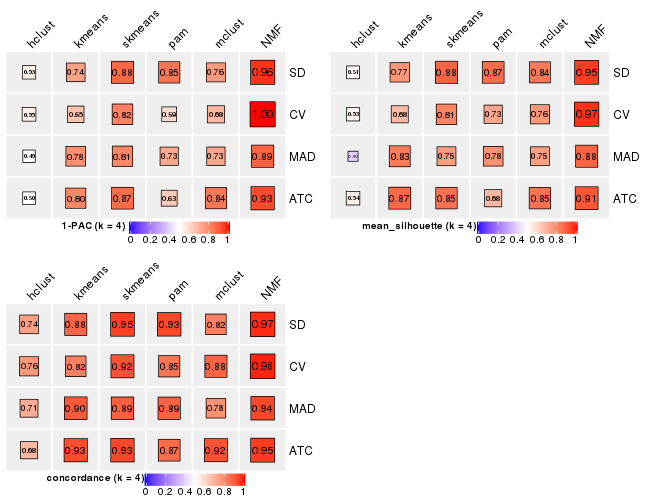 hclust kmeans skmeans pam mclust NMF
0.53 0.74 0.88 0.85 0.76 0.96 SD
0.55 0.65 0.82 0.59 0.68 1.00 CV
0.49 0.78 0.81 0.73 0.73 0.89 MAD
0.50 0.80 0.87 0.63 0.84 0.93 ATC
1-PAC (k = 4)
0 0.2 0.4 0.6 0.8 1
hclust kmeans skmeans pam mclust NMF
0.51 0.77 0.88 0.87 0.84 0.95 SD
0.53 0.68 0.81 0.73 0.76 0.97 CV
0.83 0.75 0.78 0.75 0.88 MAD
0.54 0.87 0.85 0.68 0.85 0.91 ATC
mean_silhouette (k = 4)
0 0.2 0.4 0.6 0.8 1
hclust kmeans skmeans pam mclust NMF
0.74 0.88 0.95 0.93 0.82 0.97 SD
0.76 0.82 0.92 0.85 0.88 0.98 CV
0.71 0.90 0.89 0.89 0.78 0.94 MAD
0.68 0.93 0.93 0.87 0.92 0.95 ATC
concordance (k = 4)
0 0.2 0.4 0.6 0.8 1